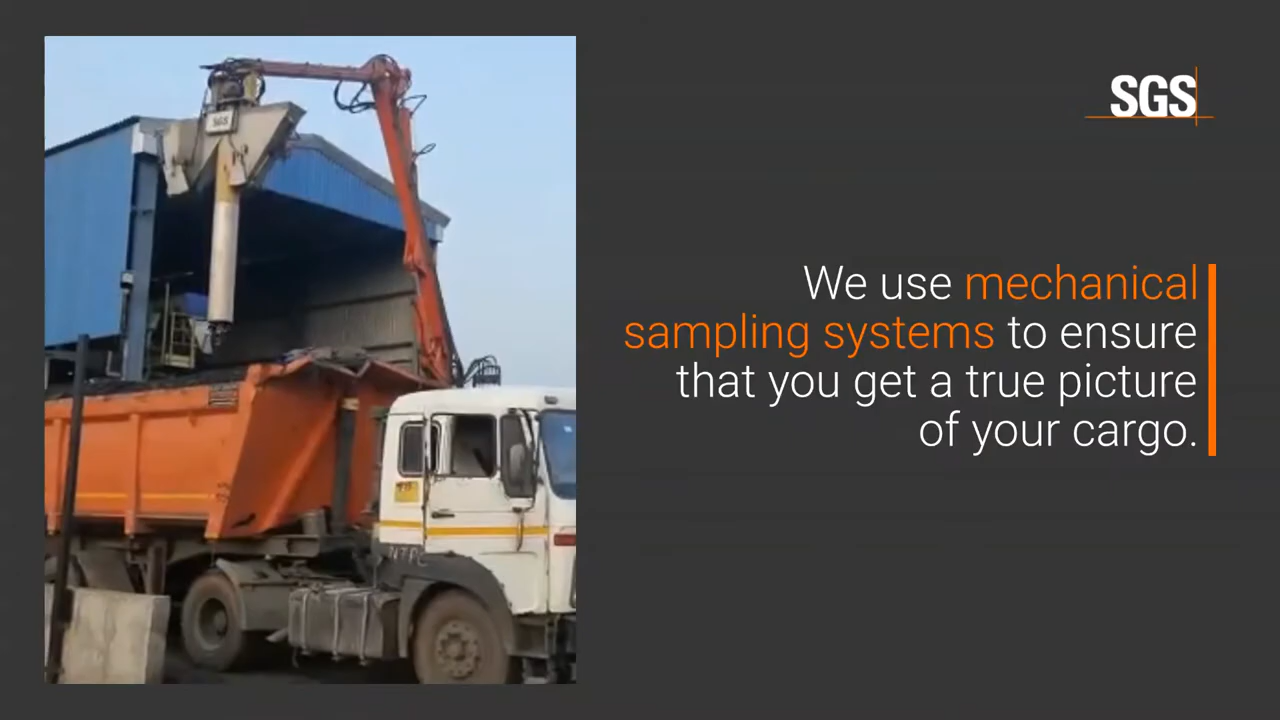 SGS
We use mechanical
sampling systems to ensure
that you get a true picture
of your cargo.
SGS
NTPC